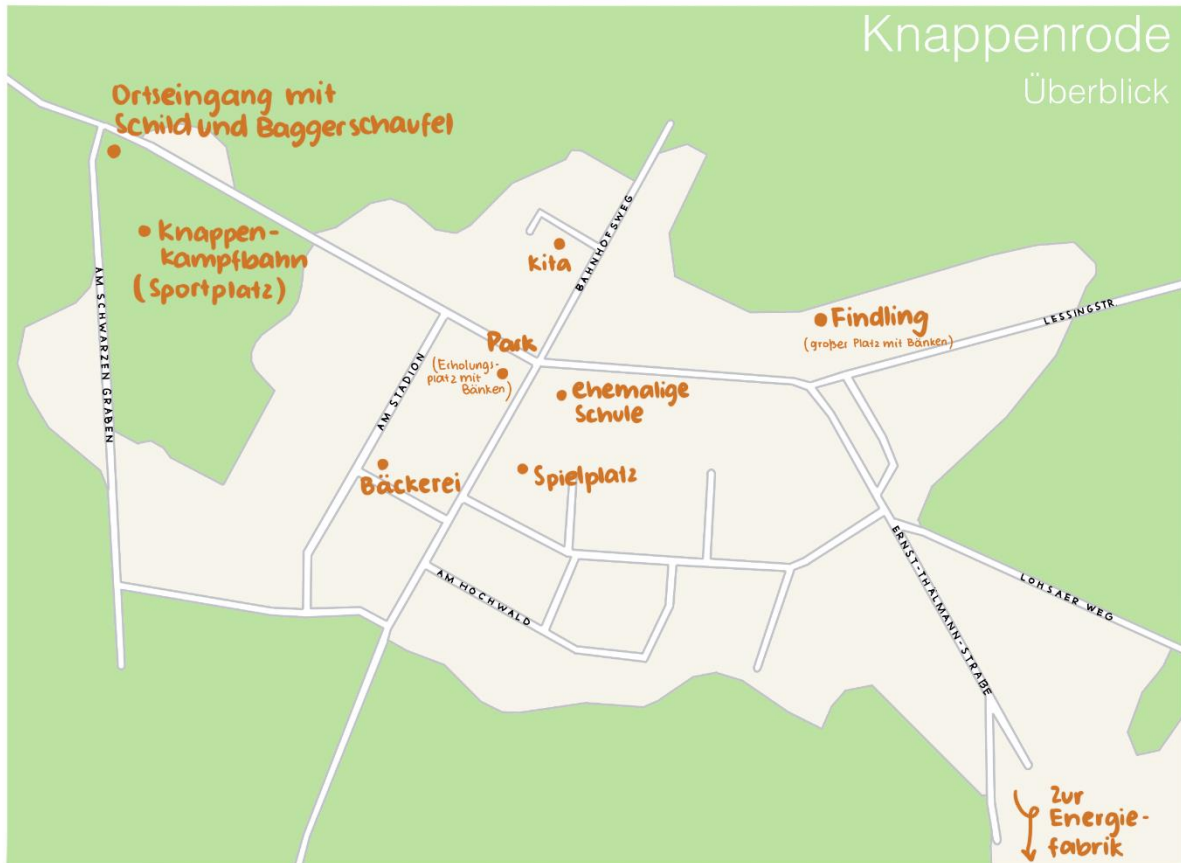 Knappenrode
Überblick
Ortseingang mit
Schild und Baggerschaufel
Knappen-
kampfbahn
(Sportplatz)
AM SCHWARZEN GRABEN
Kita
BAHNHOFSWEG
Findling
(großer Platz mit Bänken)
LESSINGSTR.
Park
(Erholungs-
platz mit
Bänken)
AM STADION
ehemalige
Schule
Bäckerei
Spielplatz
AM HOCHWALD
ERNST-THÄLMANN-STRAßE
LOHSAER WEG
Zur
Energie-
fabrik